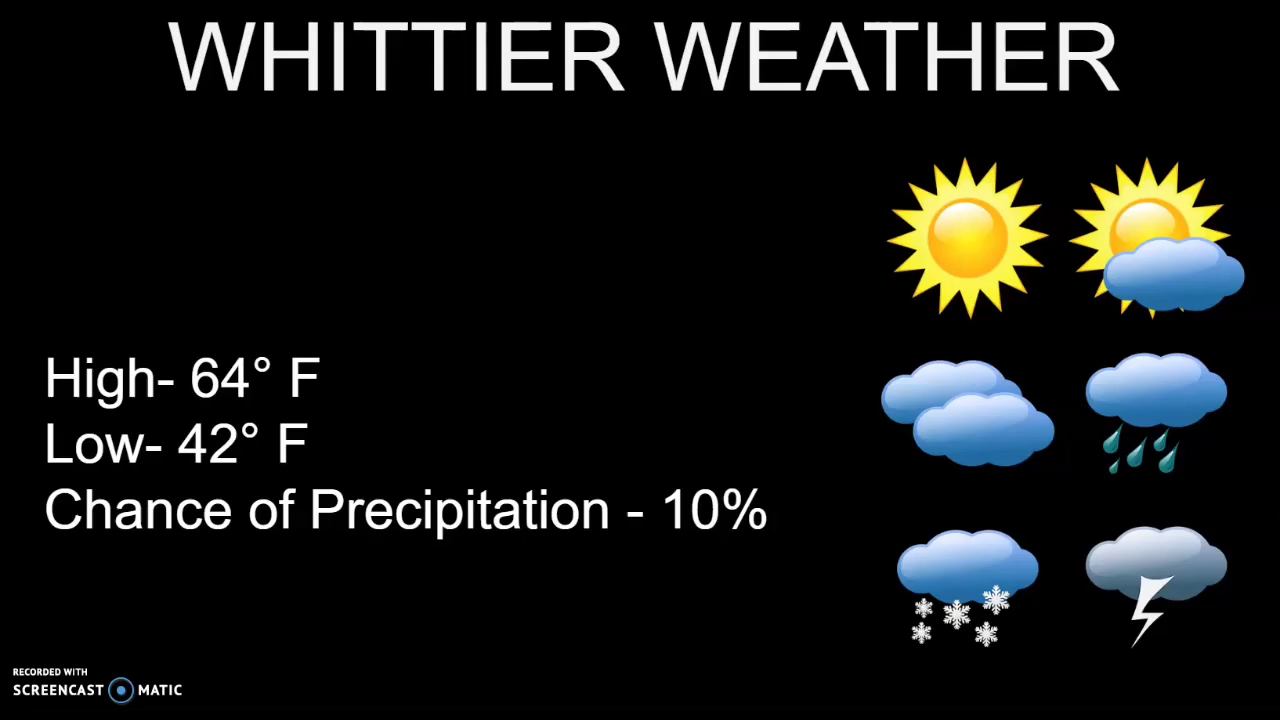 WHITTIER WEATHER
High- 64° F
Low- 42° F
Chance of Precipitation - 10%
RECORDED WITH
SCREENCAST MATIC